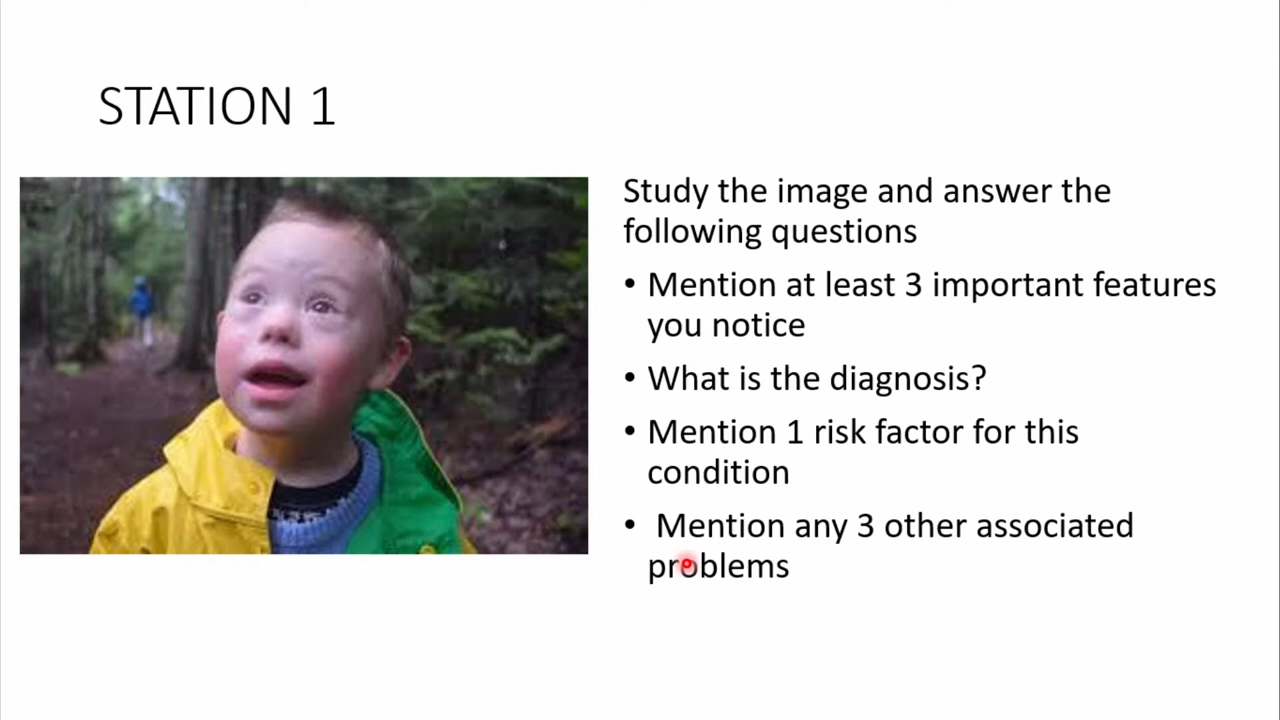 STATION 1
Study the image and answer the
following questions
• Mention at least 3 important features
you notice
• What is the diagnosis?
• Mention 1 risk factor for this
condition
• Mention any 3 other associated
problems